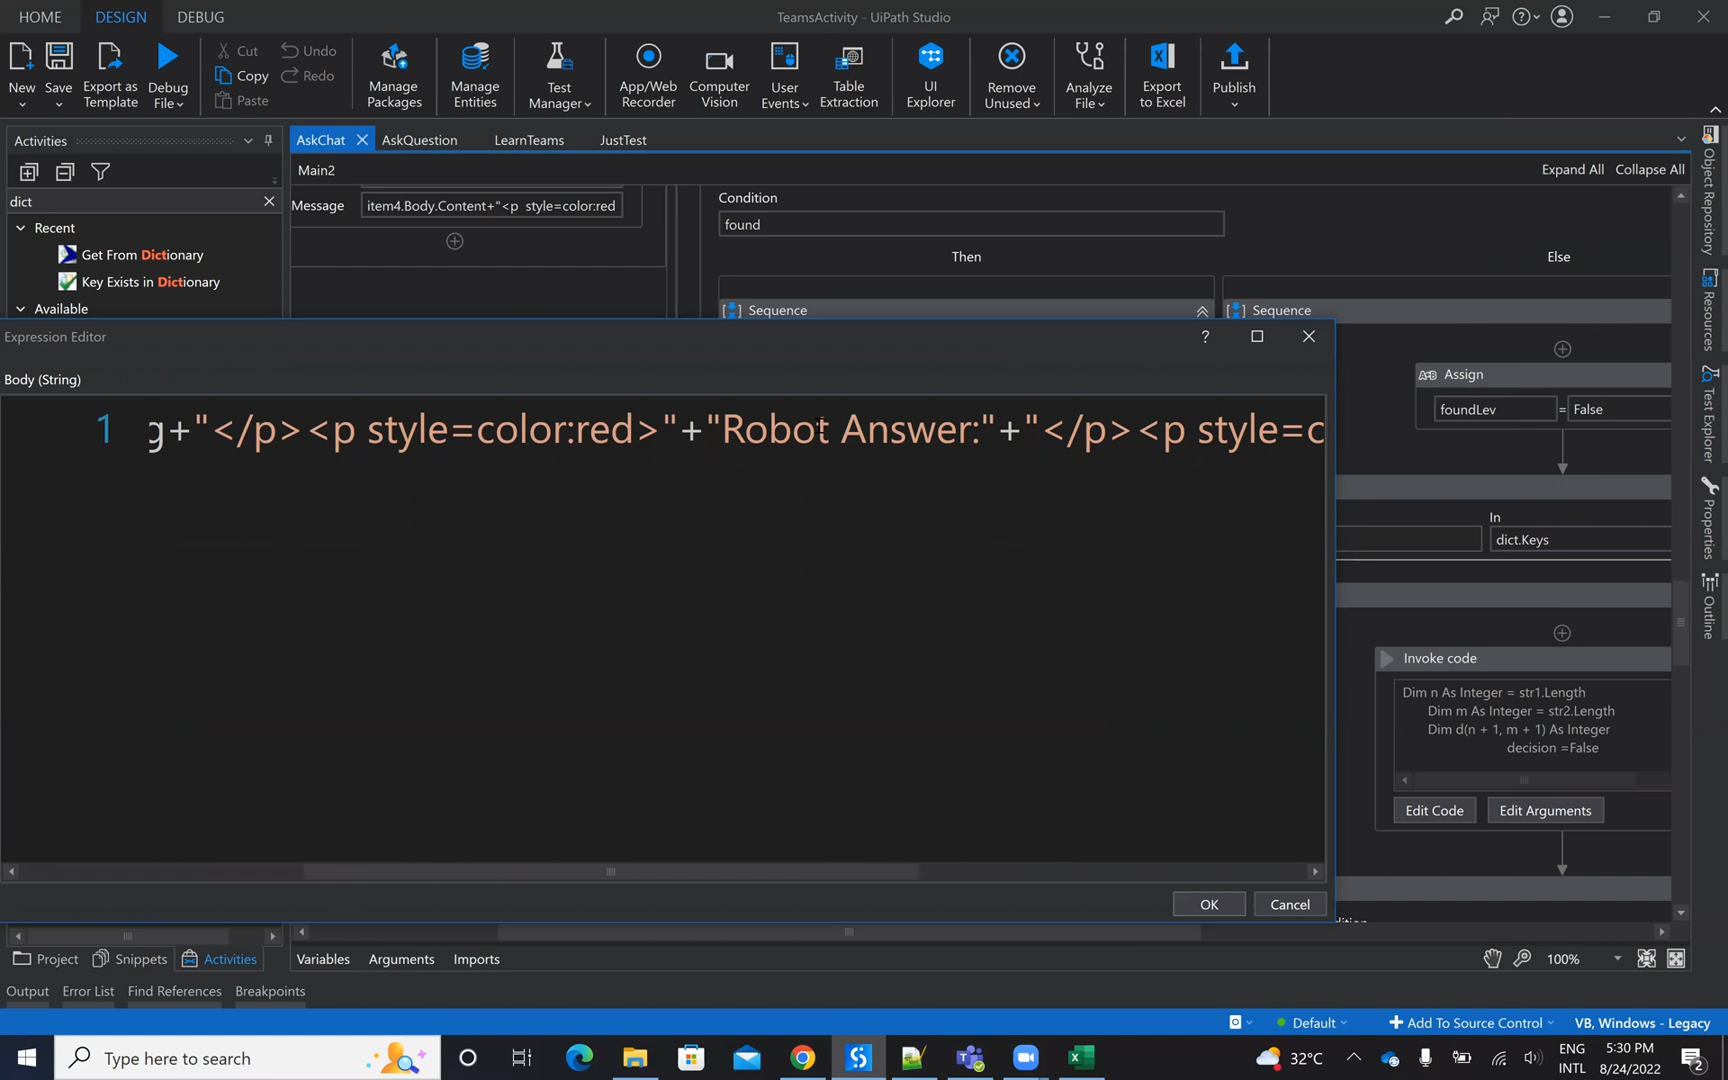 HOME DESIGN DEBUG TeamsActivity - UiPath Studio
New Save Export as Template Debug File Cut Copy Paste Undo Redo Manage Packages Manage Entities Test Manager App/Web Recorder Computer Vision User Events Table Extraction UI Explorer Remove Unused Analyze File Export to Excel Publish
Activities
dict
Recent
Get From Dictionary
Key Exists in Dictionary
Available
AskChat AskQuestion LearnTeams JustTest
Main2 Expand All Collapse All
Message item4.Body.Content+"<p style=color:red
Condition
found
Then Else
Sequence Sequence
Assign
foundLev = False
In
dict.Keys
Invoke code
Dim n As Integer = str1.Length
Dim m As Integer = str2.Length
Dim d(n + 1, m + 1) As Integer
decision =False
Edit Code Edit Arguments
Expression Editor
?
Body (String)
1 g+"</p><p style=color:red>"+"Robot Answer:"+"</p><p style=c
OK Cancel
Object Repository
Resources
Test Explorer
Properties
Outline
Project Snippets Activities Variables Arguments Imports 100%
Output Error List Find References Breakpoints
Default Add To Source Control VB, Windows - Legacy
Type here to search 32°C ENG INTL 5:30 PM 8/24/2022 2